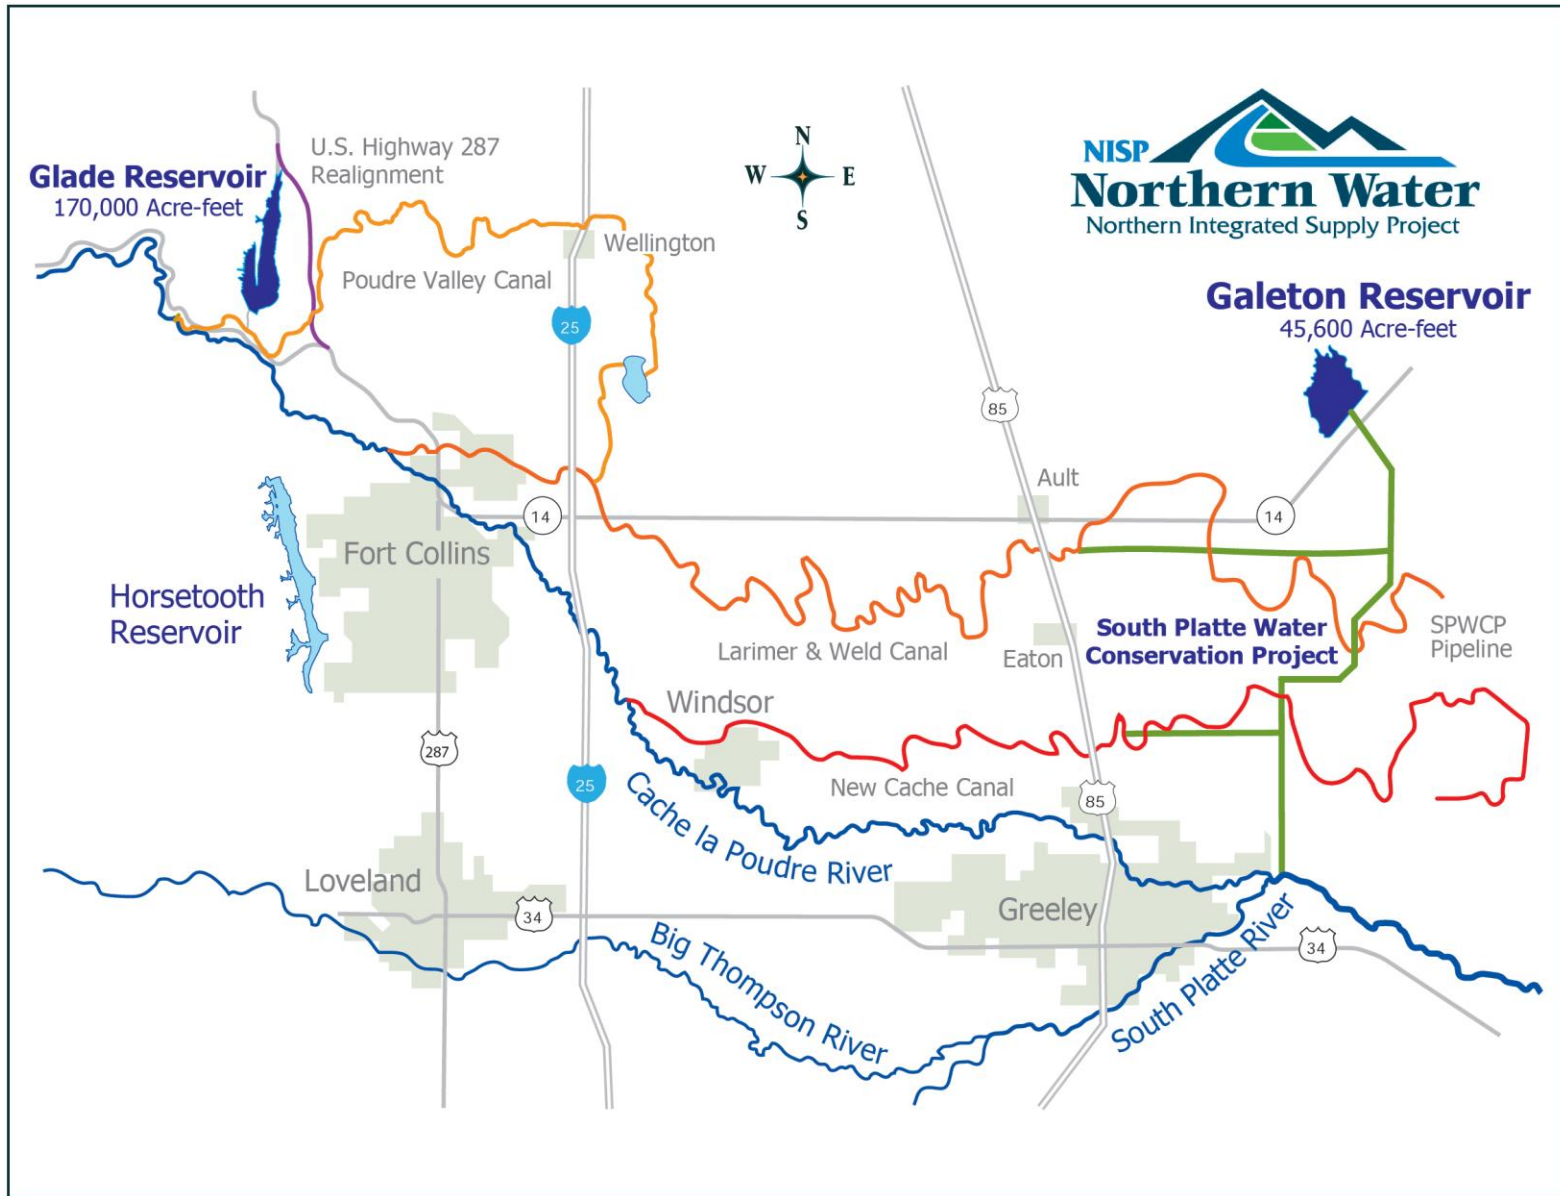 U.S. Highway 287
Realignment
Glade Reservoir
170,000 Acre-feet
N
W
E
S
NISP
Northern Water
Northern Integrated Supply Project
Wellington
Poudre Valley Canal
25
Galeton Reservoir
45,600 Acre-feet
85
Ault
14
14
Fort Collins
Horsetooth
Reservoir
Larimer & Weld Canal
Eaton
South Platte Water
Conservation Project
SPWCP
Pipeline
Windsor
287
25
New Cache Canal
85
Cache la Poudre River
Loveland
34
Greeley
Big Thompson River
South Platte River
34